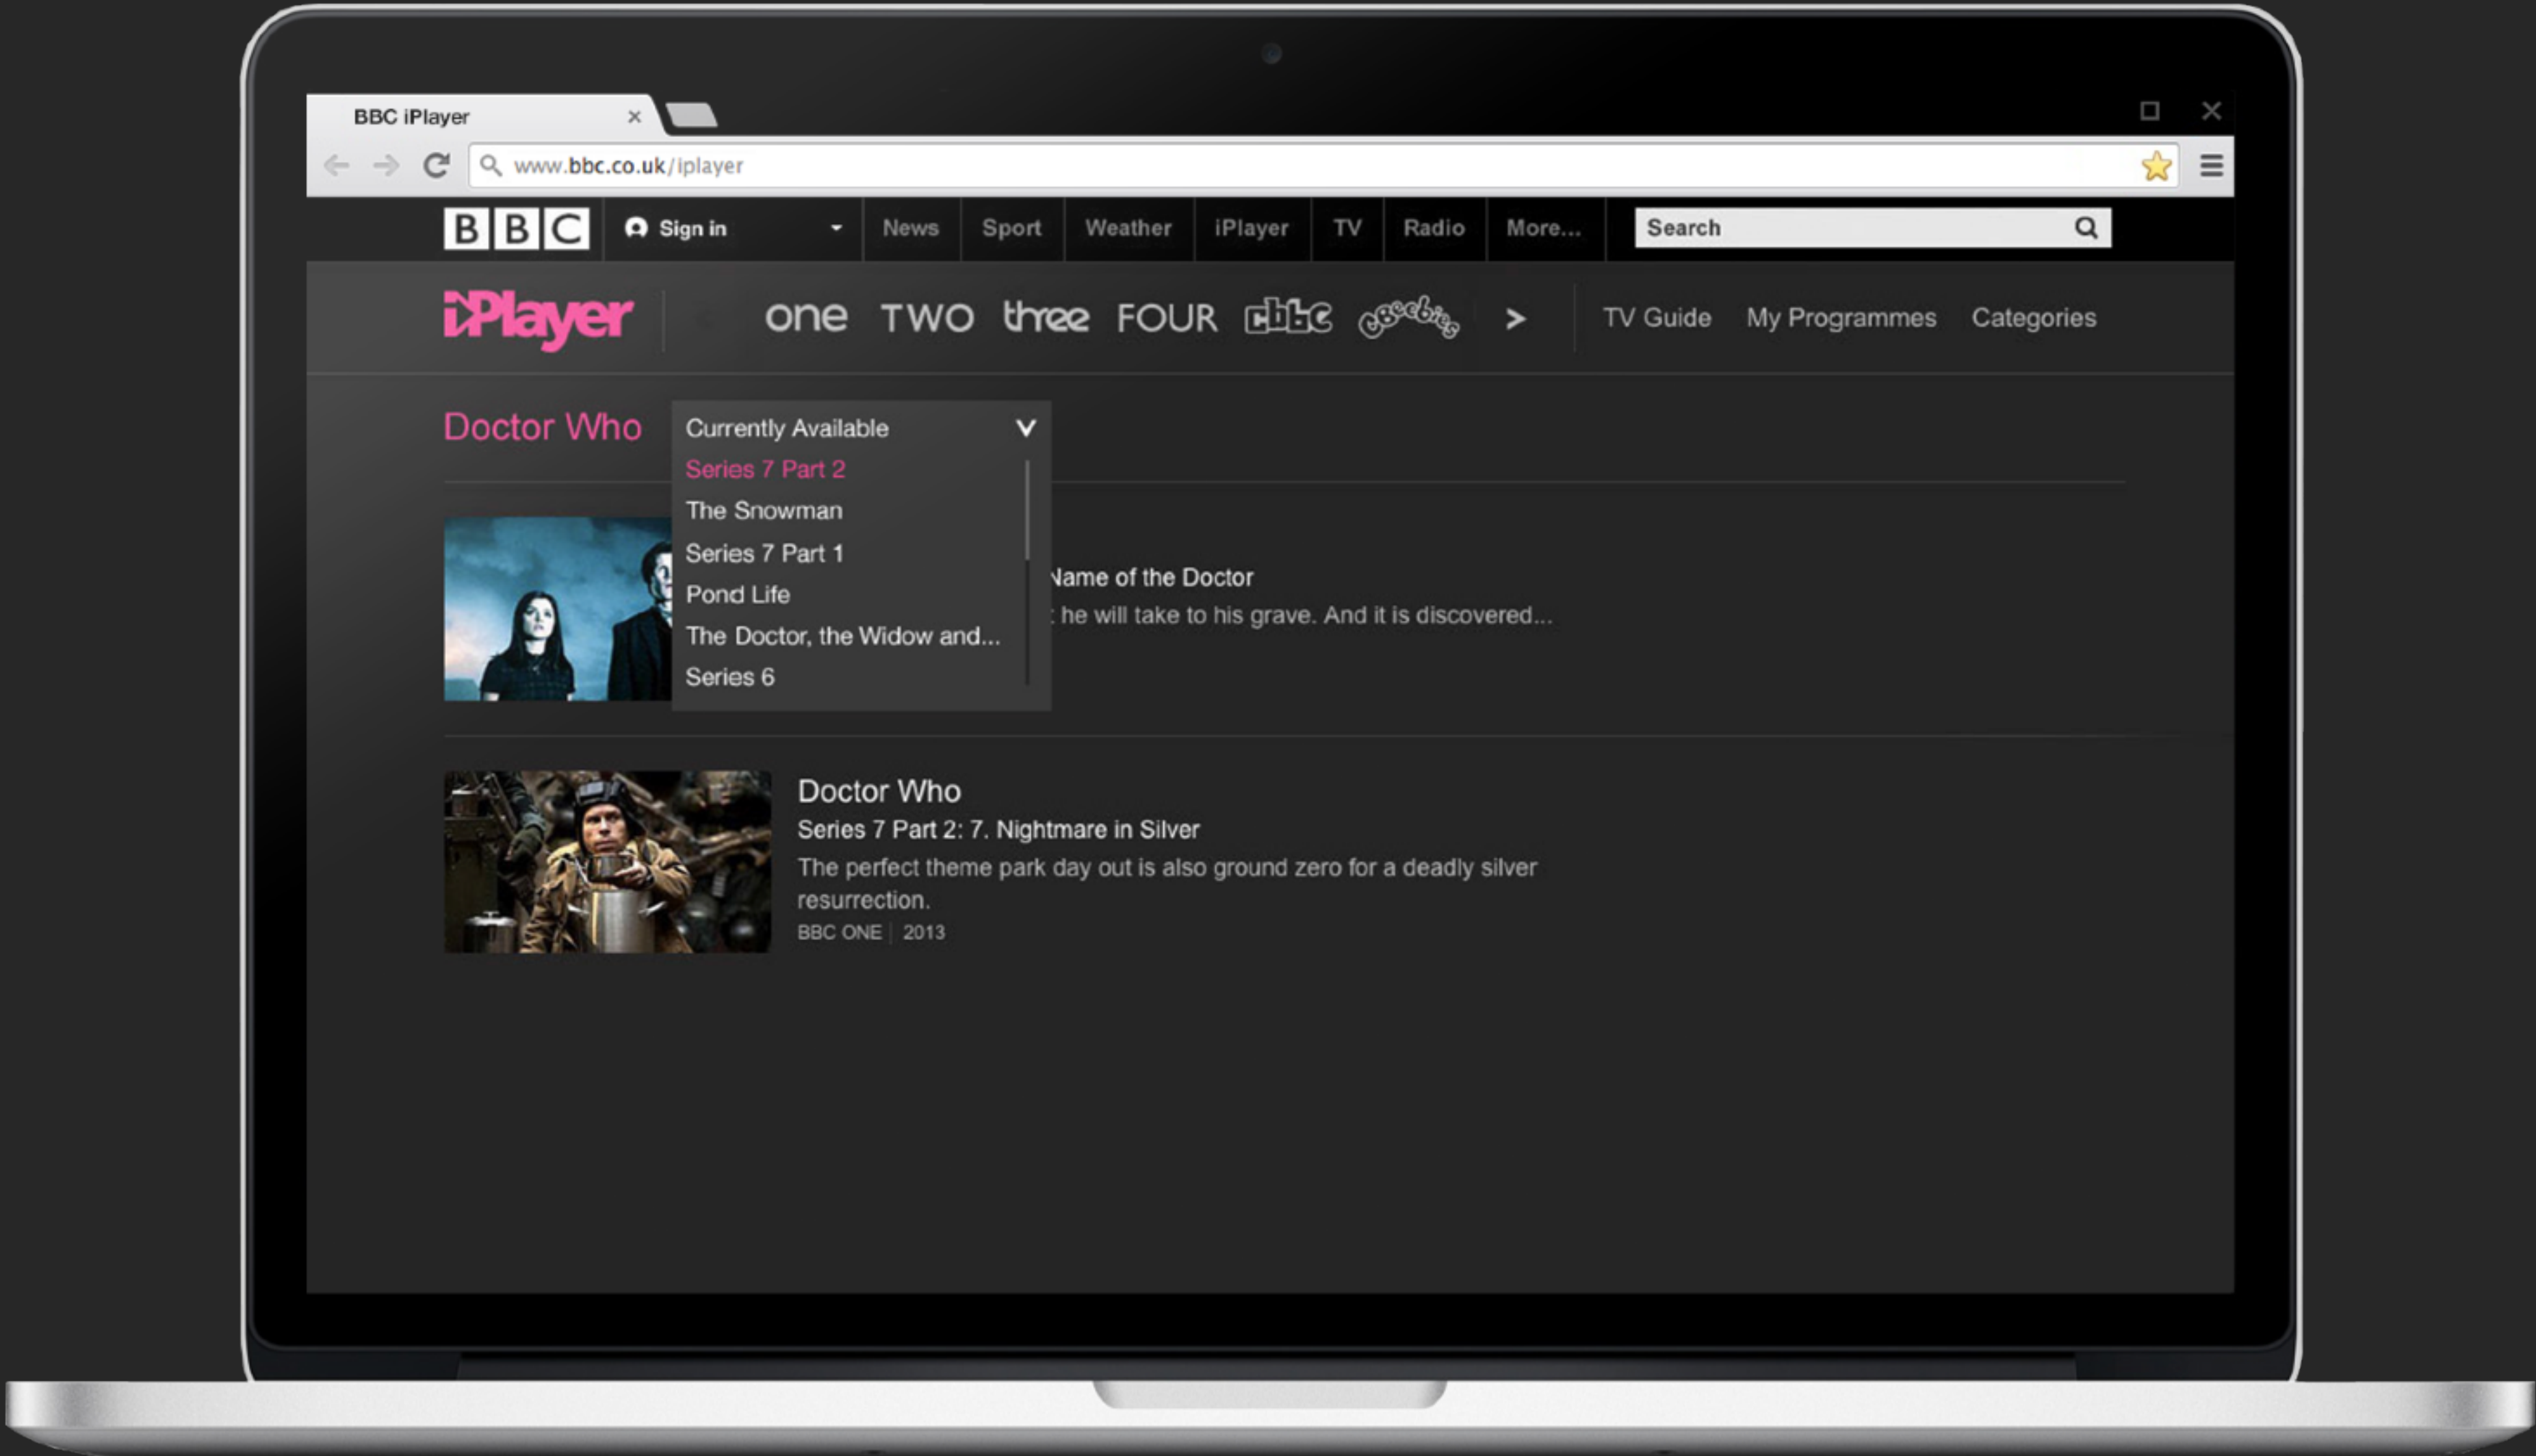 BBC iPlayer
www.bbc.co.uk/iplayer
BBC Sign in News Sport Weather iPlayer TV Radio More... Search
iPlayer one TWO three FOUR cbbc cbeebies > TV Guide My Programmes Categories
Doctor Who
Currently Available
Series 7 Part 2
The Snowman
Series 7 Part 1
Pond Life
The Doctor, the Widow and...
Series 6
Name of the Doctor
he will take to his grave. And it is discovered...
Doctor Who
Series 7 Part 2: 7. Nightmare in Silver
The perfect theme park day out is also ground zero for a deadly silver
resurrection.
BBC ONE 2013